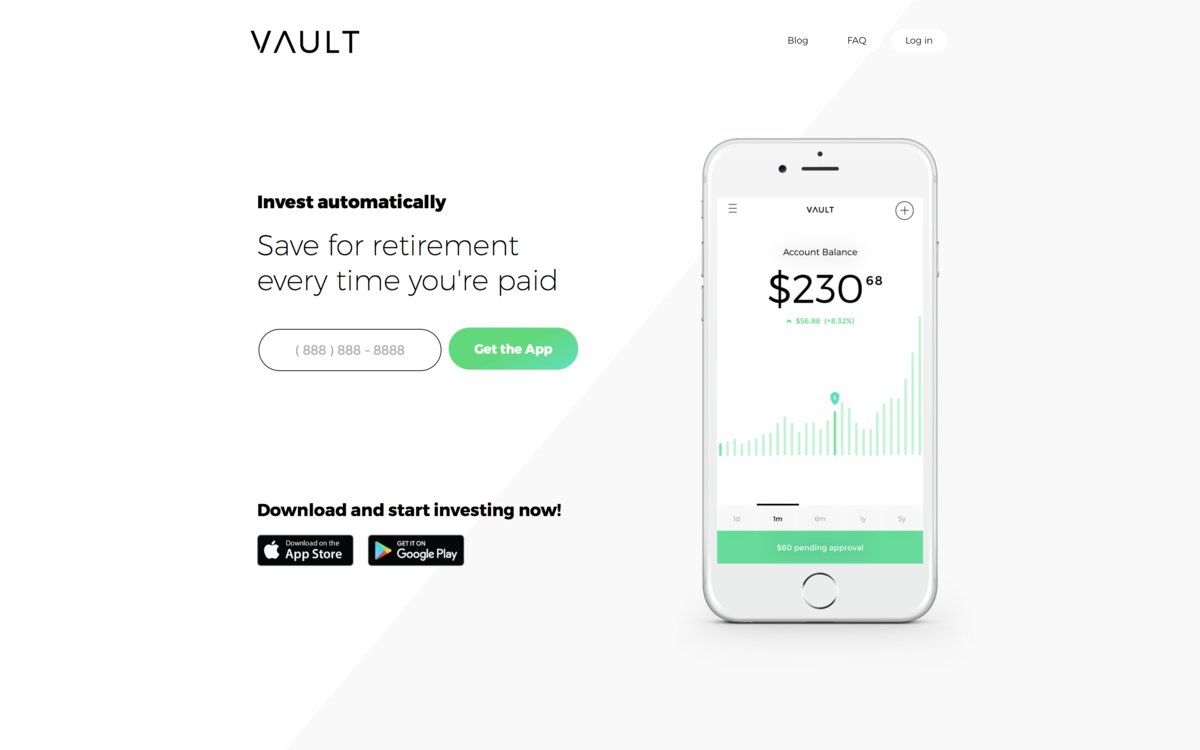 VAULT
Blog
FAQ
Log in
Invest automatically
Save for retirement
every time you're paid
( 888 ) 888 - 8888
Get the App
Download and start investing now!
Download on the
App Store
GET IT ON
Google Play
VAULT
Account Balance
$230 68
$56.88 (+8.32%)
1d
1m
6m
1y
5y
$60 pending approval